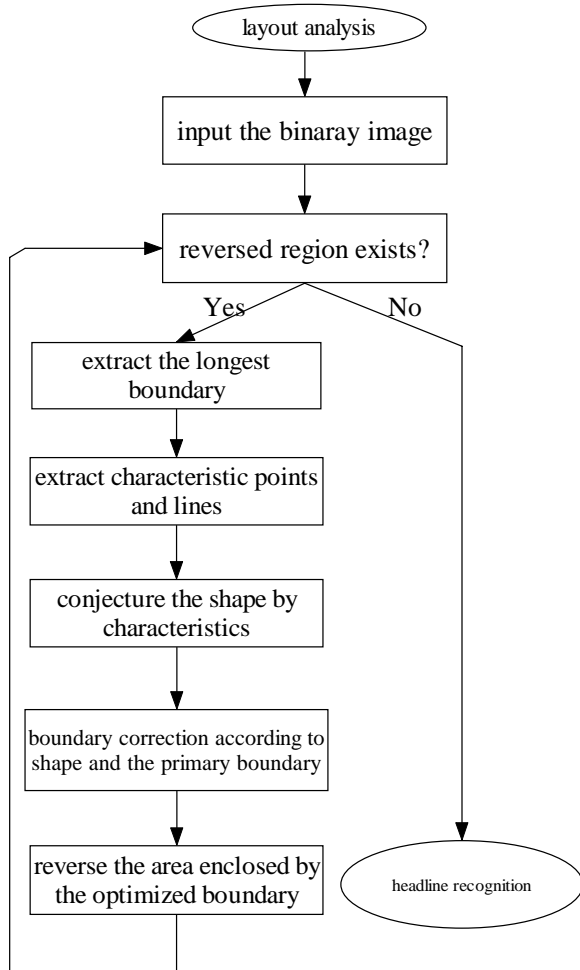 layout analysis
input the binaray image
reversed region exists?
Yes
No
extract the longest
boundary
extract characteristic points
and lines
conjecture the shape by
characteristics
boundary correction according to
shape and the primary boundary
reverse the area enclosed by
the optimized boundary
headline recognition